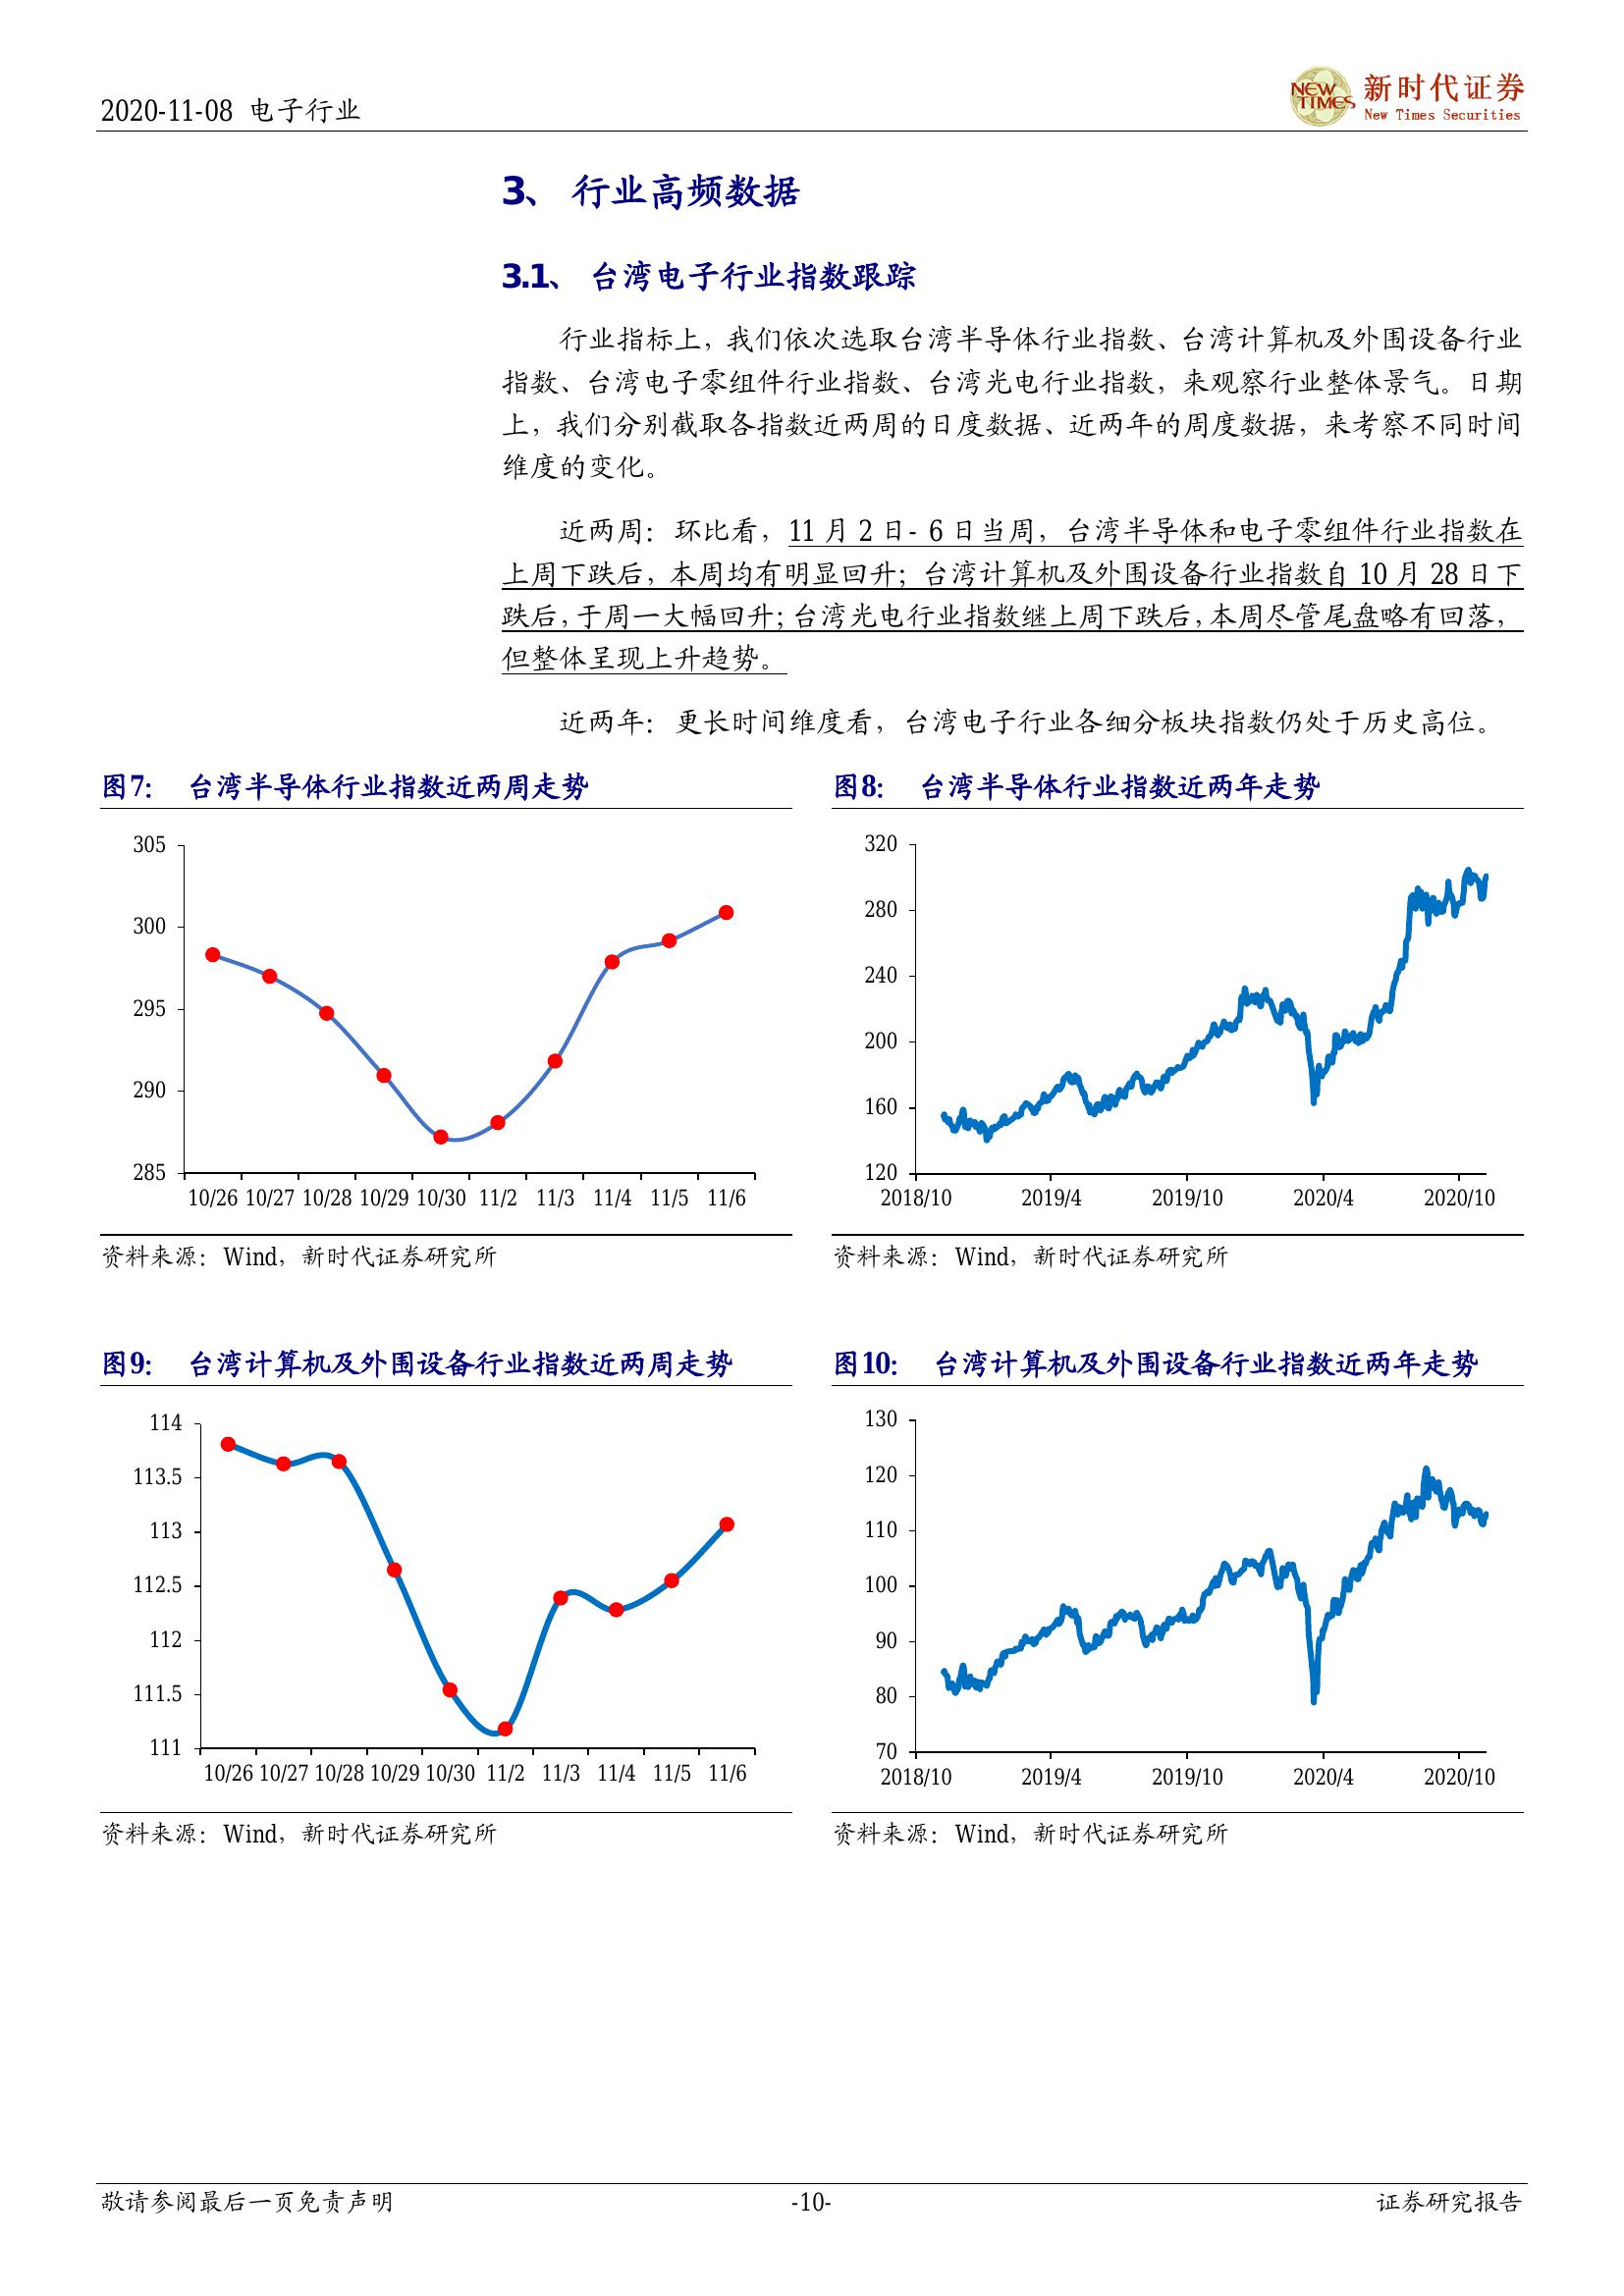 2020-11-08 电子行业
NEW TIMES 新时代证券
New Times Securities
3、 行业高频数据
3.1、 台湾电子行业指数跟踪
行业指标上，我们依次选取台湾半导体行业指数、台湾计算机及外围设备行业
指数、台湾电子零组件行业指数、台湾光电行业指数，来观察行业整体景气。日期
上，我们分别截取各指数近两周的日度数据、近两年的周度数据，来考察不同时间
维度的变化。
近两周：环比看，11 月 2 日- 6 日当周，台湾半导体和电子零组件行业指数在
上周下跌后，本周均有明显回升；台湾计算机及外围设备行业指数自 10 月 28 日下
跌后，于周一大幅回升；台湾光电行业指数继上周下跌后，本周尽管尾盘略有回落，
但整体呈现上升趋势。
近两年：更长时间维度看，台湾电子行业各细分板块指数仍处于历史高位。
图7： 台湾半导体行业指数近两周走势
305
300
295
290
285
10/26 10/27 10/28 10/29 10/30 11/2 11/3 11/4 11/5 11/6
资料来源：Wind，新时代证券研究所
图8： 台湾半导体行业指数近两年走势
320
280
240
200
160
120
2018/10 2019/4 2019/10 2020/4 2020/10
资料来源：Wind，新时代证券研究所
图9： 台湾计算机及外围设备行业指数近两周走势
114
113.5
113
112.5
112
111.5
111
10/26 10/27 10/28 10/29 10/30 11/2 11/3 11/4 11/5 11/6
资料来源：Wind，新时代证券研究所
图10： 台湾计算机及外围设备行业指数近两年走势
130
120
110
100
90
80
70
2018/10 2019/4 2019/10 2020/4 2020/10
资料来源：Wind，新时代证券研究所
敬请参阅最后一页免责声明 -10- 证券研究报告